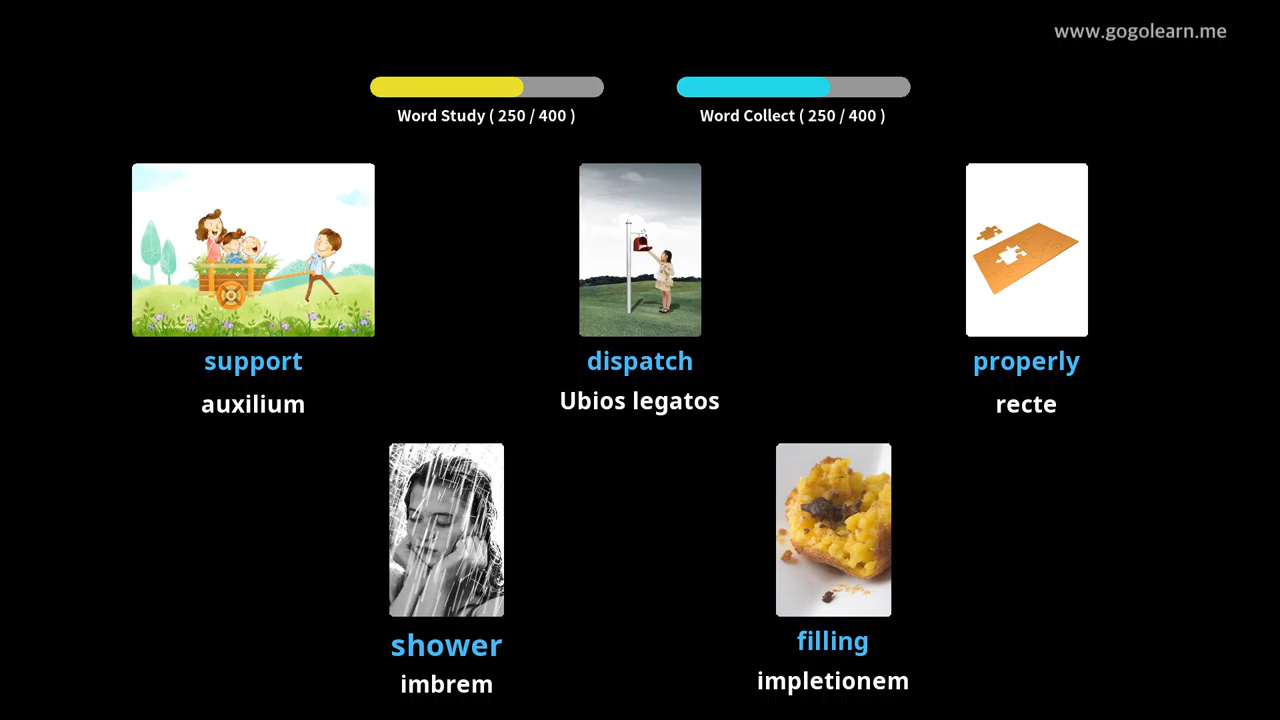 www.gogolearn.me
Word Study ( 250 / 400 )
Word Collect ( 250 / 400 )
support
auxilium
dispatch
Ubios legatos
properly
recte
shower
imbrem
filling
impletionem